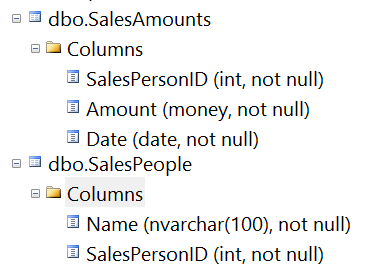 dbo.SalesAmounts
Columns
SalesPersonID (int, not null)
Amount (money, not null)
Date (date, not null)
dbo.SalesPeople
Columns
Name (nvarchar(100), not null)
SalesPersonID (int, not null)